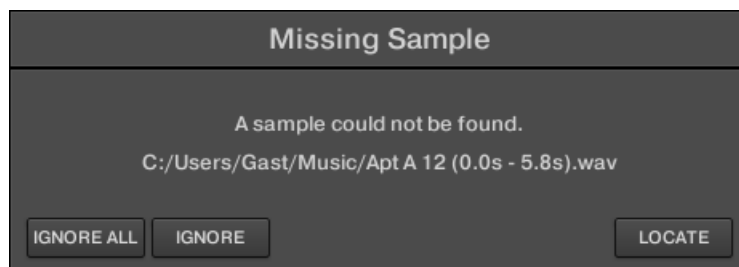 Missing Sample
A sample could not be found.
C:/Users/Gast/Music/Apt A 12 (0.0s - 5.8s).wav
IGNORE ALL IGNORE LOCATE